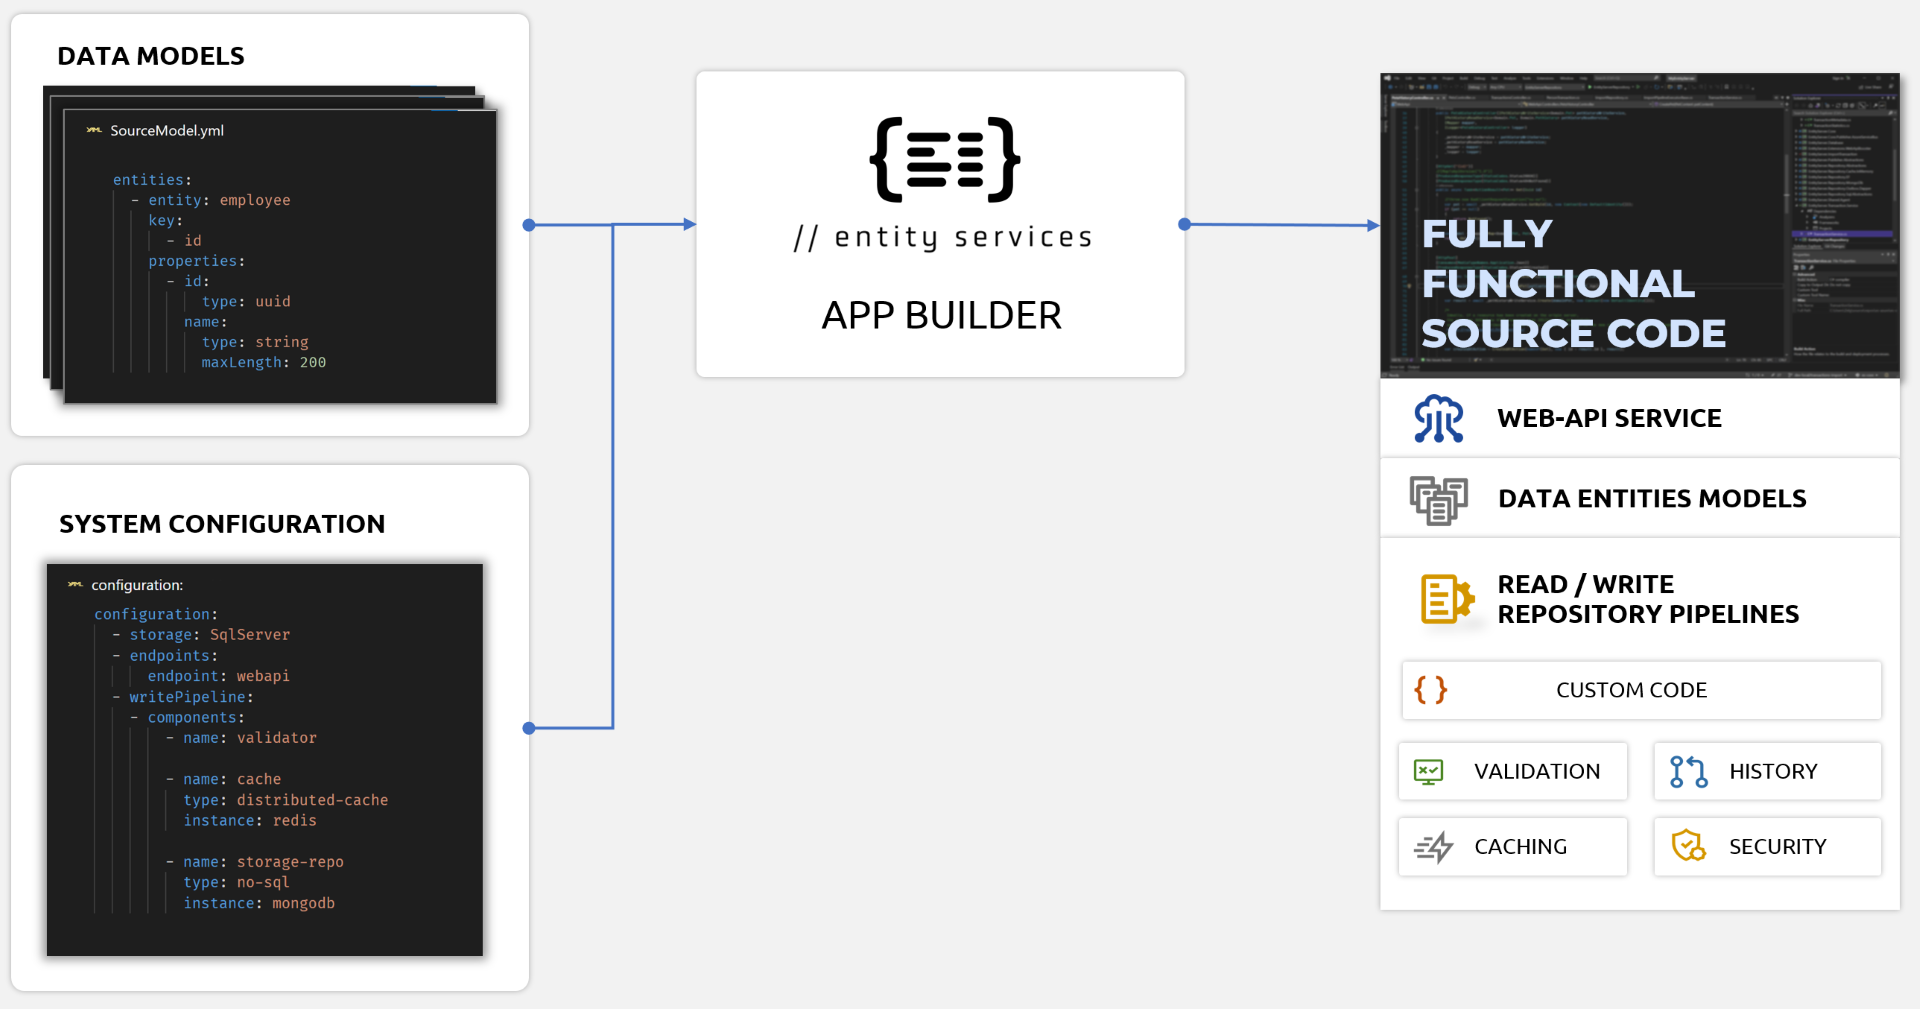 DATA MODELS
SourceModel.yml
entities:
- entity: employee
key:
- id
properties:
- id:
type: uuid
name:
type: string
maxLength: 200
SYSTEM CONFIGURATION
configuration:
configuration:
- storage: SqlServer
- endpoints:
endpoint: webapi
- writePipeline:
- components:
- name: validator
- name: cache
type: distributed-cache
instance: redis
- name: storage-repo
type: no-sql
instance: mongodb
// entity services
APP BUILDER
FULLY
FUNCTIONAL
SOURCE CODE
WEB-API SERVICE
DATA ENTITIES MODELS
READ / WRITE
REPOSITORY PIPELINES
CUSTOM CODE
VALIDATION
HISTORY
CACHING
SECURITY